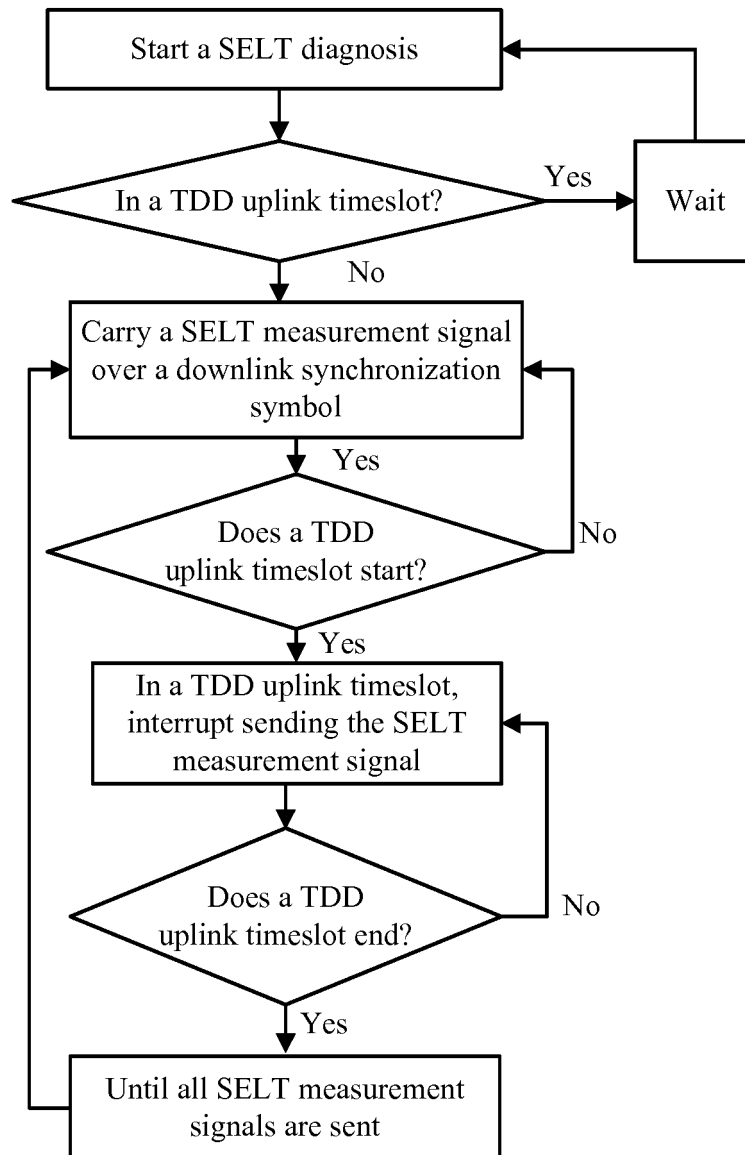 Start a SELT diagnosis
In a TDD uplink timeslot?
Yes
Wait
No
Carry a SELT measurement signal
over a downlink synchronization
symbol
Yes
Does a TDD
uplink timeslot start?
No
Yes
In a TDD uplink timeslot,
interrupt sending the SELT
measurement signal
Does a TDD
uplink timeslot end?
No
Yes
Until all SELT measurement
signals are sent